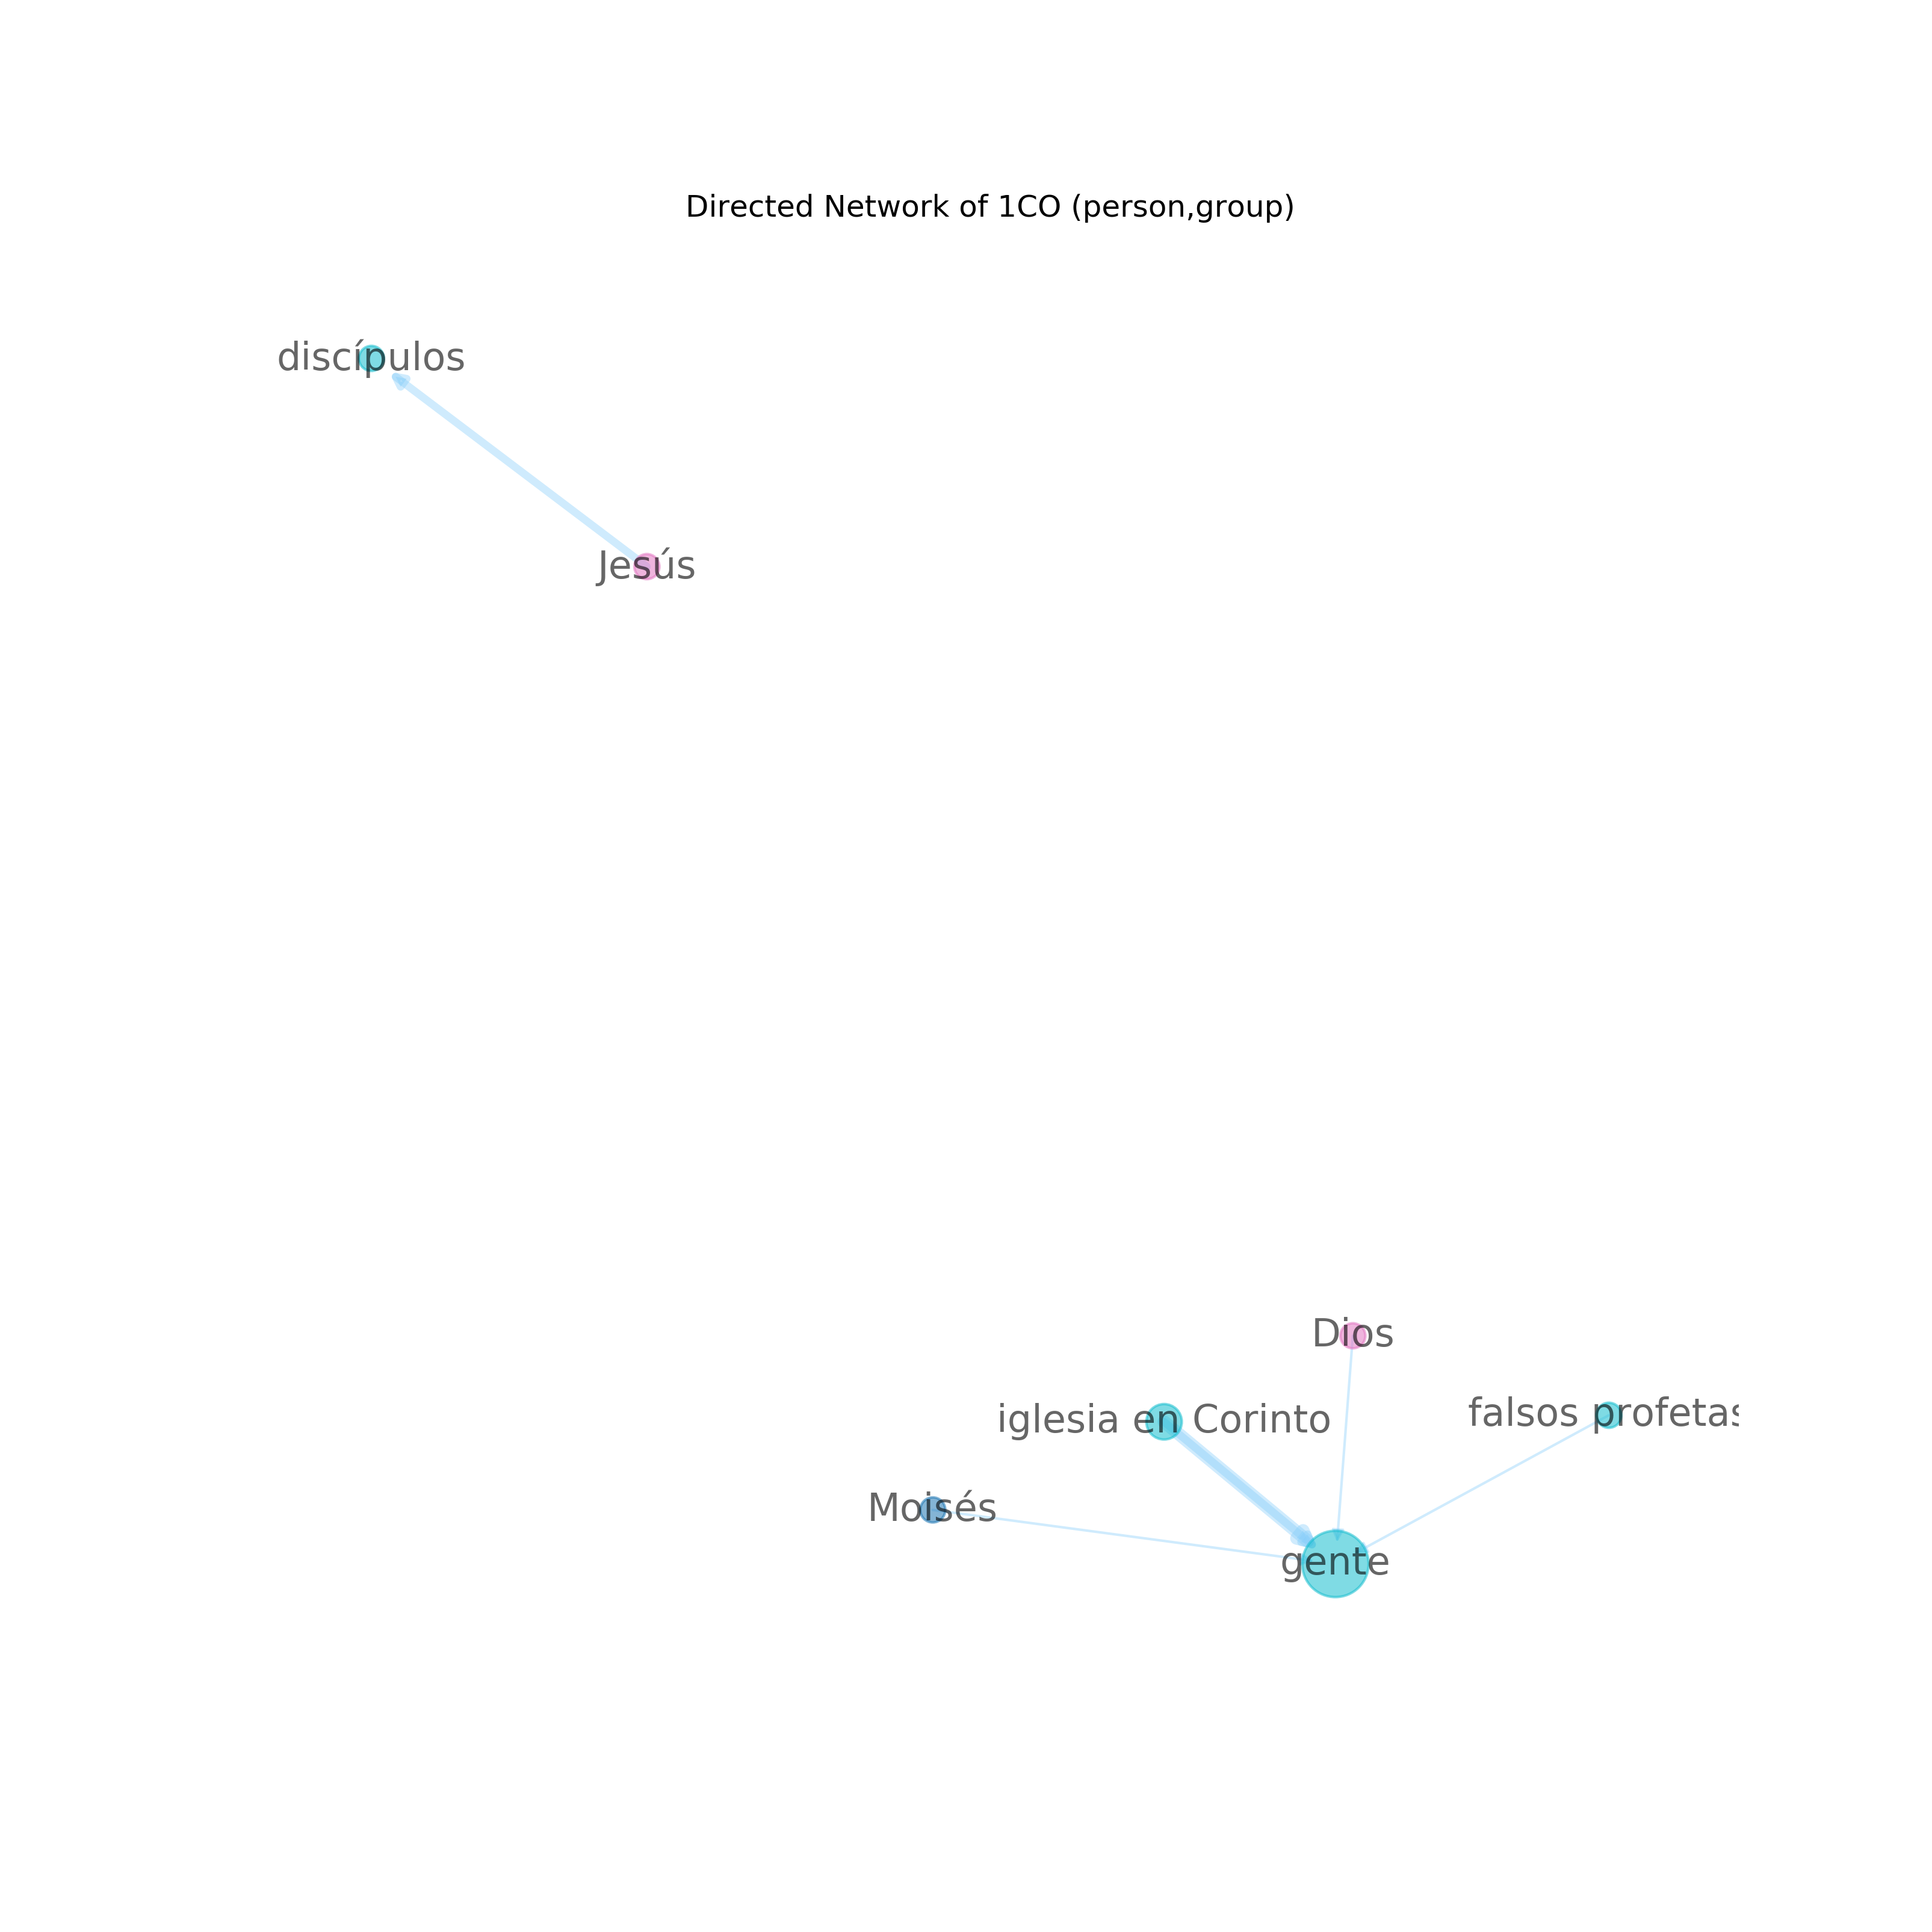 Directed Network of 1CO (person,group)
discípulos
Jesús
Dios
falsos profetas
iglesia en Corinto
Moisés
gente